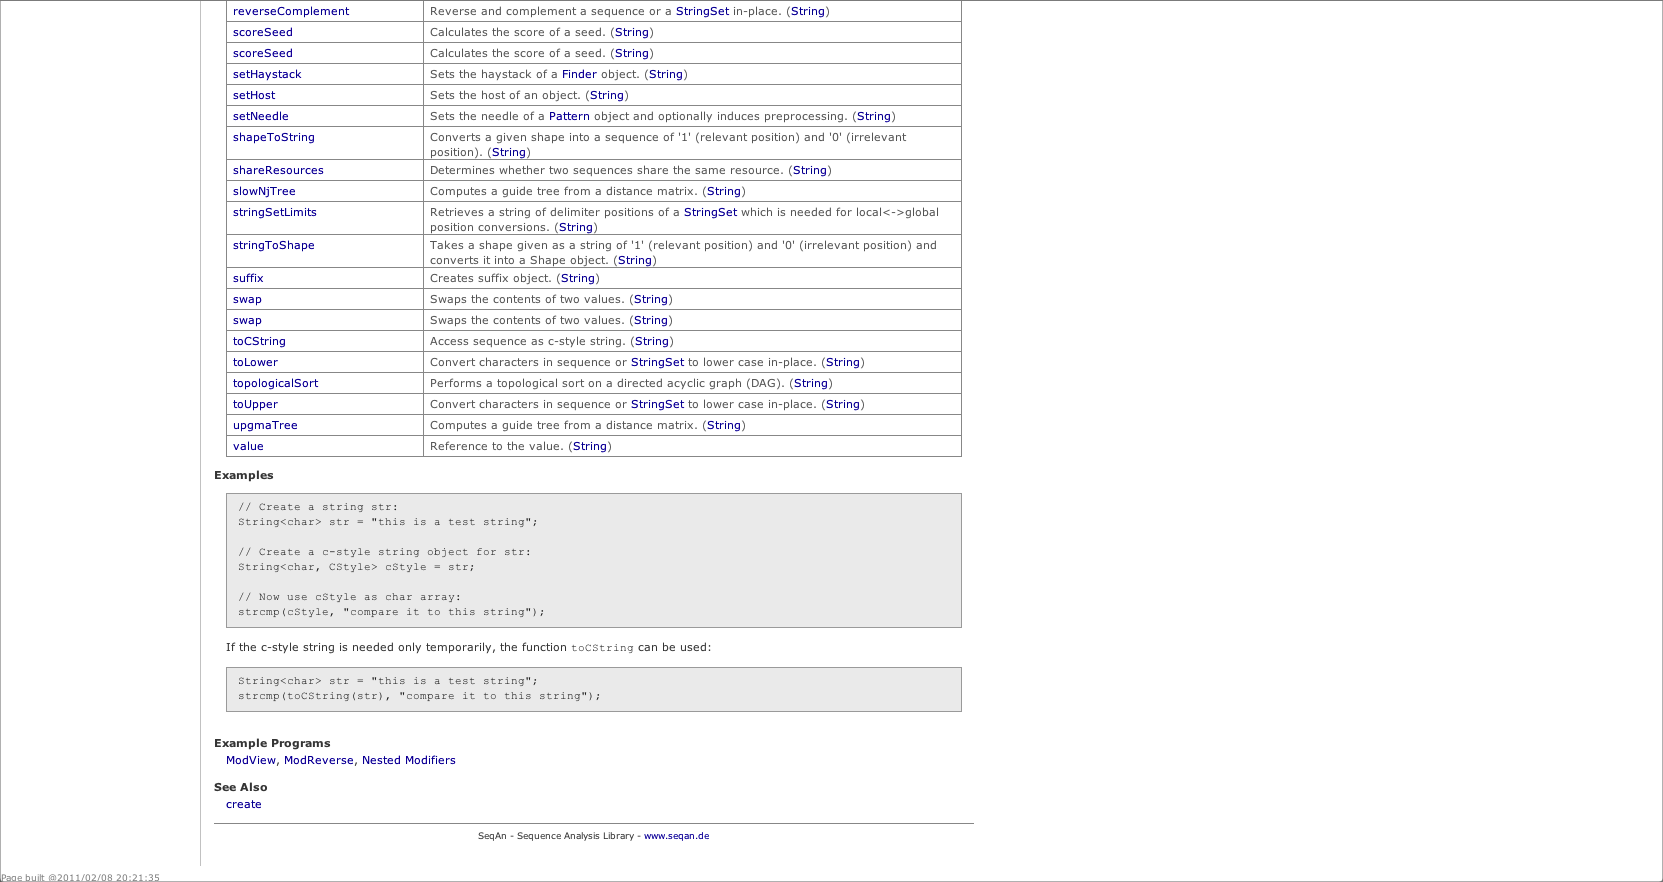 reverseComplement Reverse and complement a sequence or a StringSet in-place. (String)
scoreSeed Calculates the score of a seed. (String)
scoreSeed Calculates the score of a seed. (String)
setHaystack Sets the haystack of a Finder object. (String)
setHost Sets the host of an object. (String)
setNeedle Sets the needle of a Pattern object and optionally induces preprocessing. (String)
shapeToString Converts a given shape into a sequence of '1' (relevant position) and '0' (irrelevant
position). (String)
shareResources Determines whether two sequences share the same resource. (String)
slowNjTree Computes a guide tree from a distance matrix. (String)
stringSetLimits Retrieves a string of delimiter positions of a StringSet which is needed for local<->global
position conversions. (String)
stringToShape Takes a shape given as a string of '1' (relevant position) and '0' (irrelevant position) and
converts it into a Shape object. (String)
suffix Creates suffix object. (String)
swap Swaps the contents of two values. (String)
swap Swaps the contents of two values. (String)
toCString Access sequence as c-style string. (String)
toLower Convert characters in sequence or StringSet to lower case in-place. (String)
topologicalSort Performs a topological sort on a directed acyclic graph (DAG). (String)
toUpper Convert characters in sequence or StringSet to lower case in-place. (String)
upgmaTree Computes a guide tree from a distance matrix. (String)
value Reference to the value. (String)
Examples
// Create a string str:
String<char> str = "this is a test string";
// Create a c-style string object for str:
String<char, CStyle> cStyle = str;
// Now use cStyle as char array:
strcmp(cStyle, "compare it to this string");
If the c-style string is needed only temporarily, the function toCString can be used:
String<char> str = "this is a test string";
strcmp(toCString(str), "compare it to this string");
Example Programs
ModView, ModReverse, Nested Modifiers
See Also
create
SeqAn - Sequence Analysis Library - www.seqan.de
Page built @2011/02/08 20:21:35